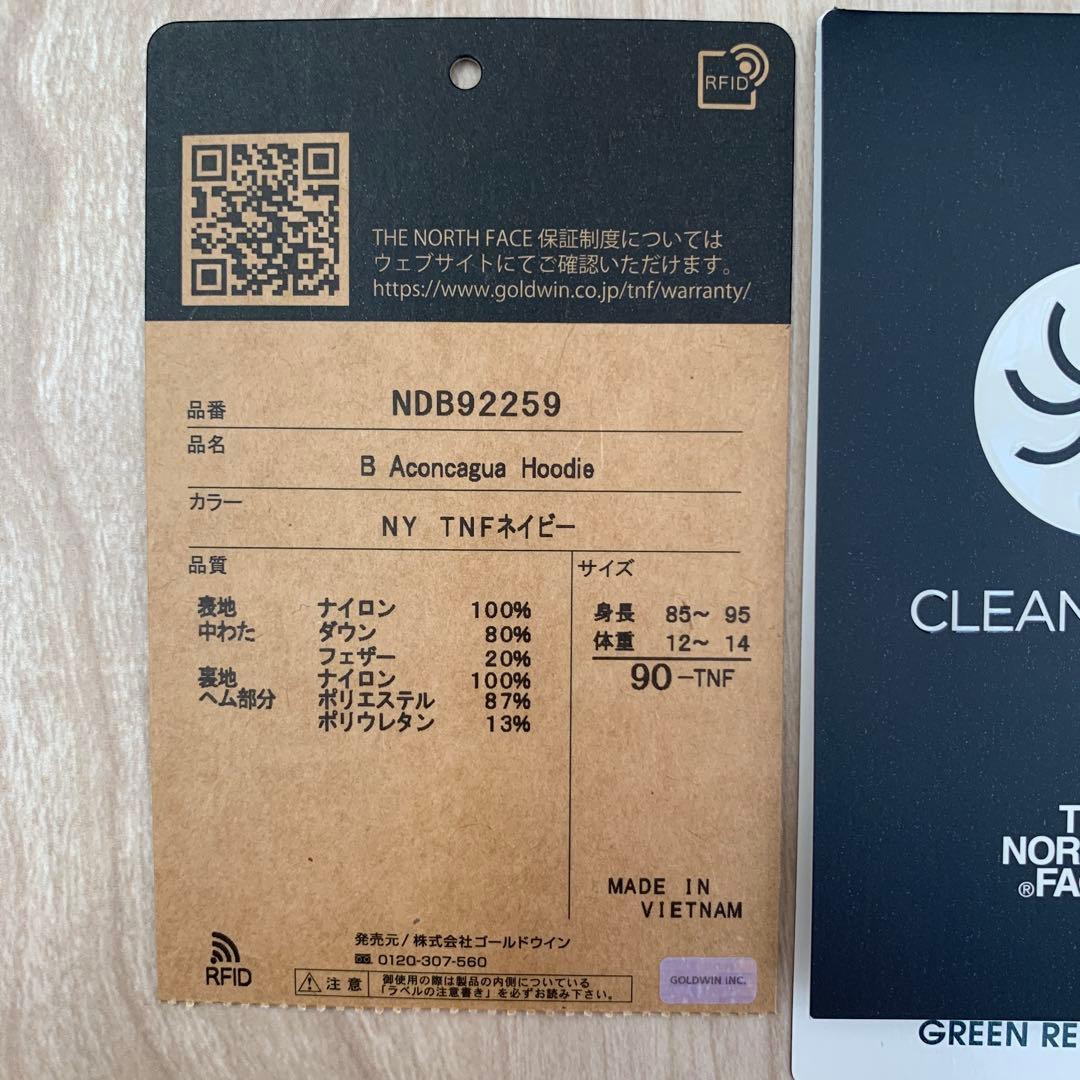 RFID
THE NORTH FACE 保証制度については
ウェブサイトにてご確認いただけます。
https://www.goldwin.co.jp/tnf/warranty/
品番 NDB92259
品名
B Aconcagua Hoodie
カラー
NY TNFネイビー
品質
表地 ナイロン 100%
中わた ダウン 80%
フェザー 20%
裏地 ナイロン 100%
ヘム部分 ポリエステル 87%
ポリウレタン 13%
サイズ
身長 85～ 95
体重 12～ 14
90-TNF
MADE IN
VIETNAM
発売元/株式会社ゴールドウイン
0120-307-560
RFID
注意
御使用の際は製品の内側についている
「ラベルの注意書き」を必ずお読み下さい。
GOLDWIN INC.
CLEAN
T
NOR
®FA
GREEN RE